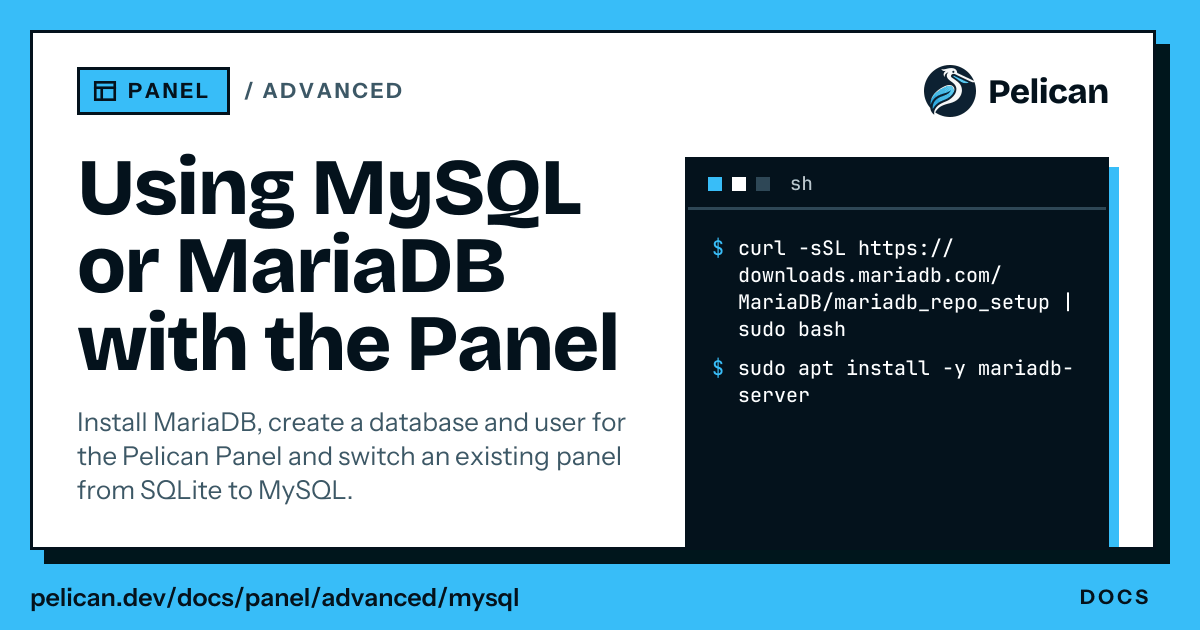 PANEL / ADVANCED
Pelican
Using MySQL
or MariaDB
with the Panel
Install MariaDB, create a database and user for
the Pelican Panel and switch an existing panel
from SQLite to MySQL.
sh
$ curl -sSL https://
downloads.mariadb.com/
MariaDB/mariadb_repo_setup |
sudo bash
$ sudo apt install -y mariadb-
server
pelican.dev/docs/panel/advanced/mysql
DOCS